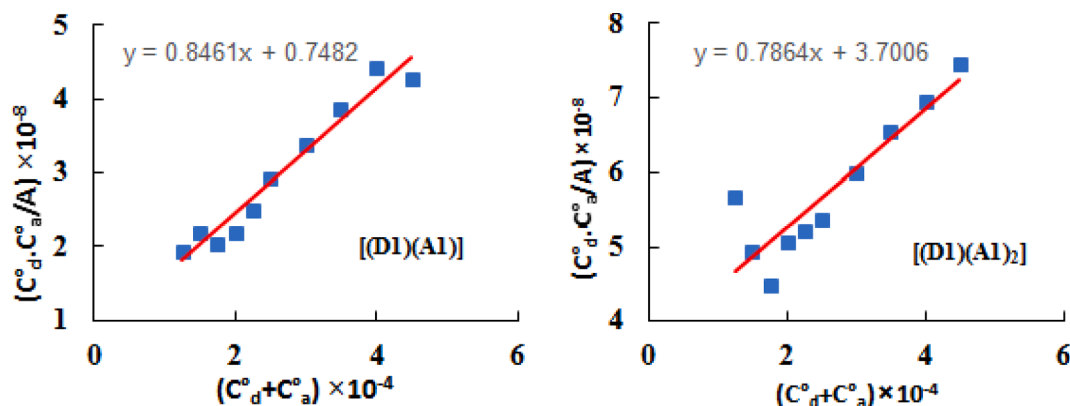 y = 0.8461x + 0.7482
(C°d.C°a/A) ×10⁻⁸
5
4
3
2
1
0
2
4
6
[(D1)(A1)]
(C°d+C°a) ×10⁻⁴
y = 0.7864x + 3.7006
(C°d.C°a/A) × 10⁻⁸
8
7
6
5
4
0
2
4
6
[(D1)(A1)₂]
(C°d+C°a) × 10⁻⁴